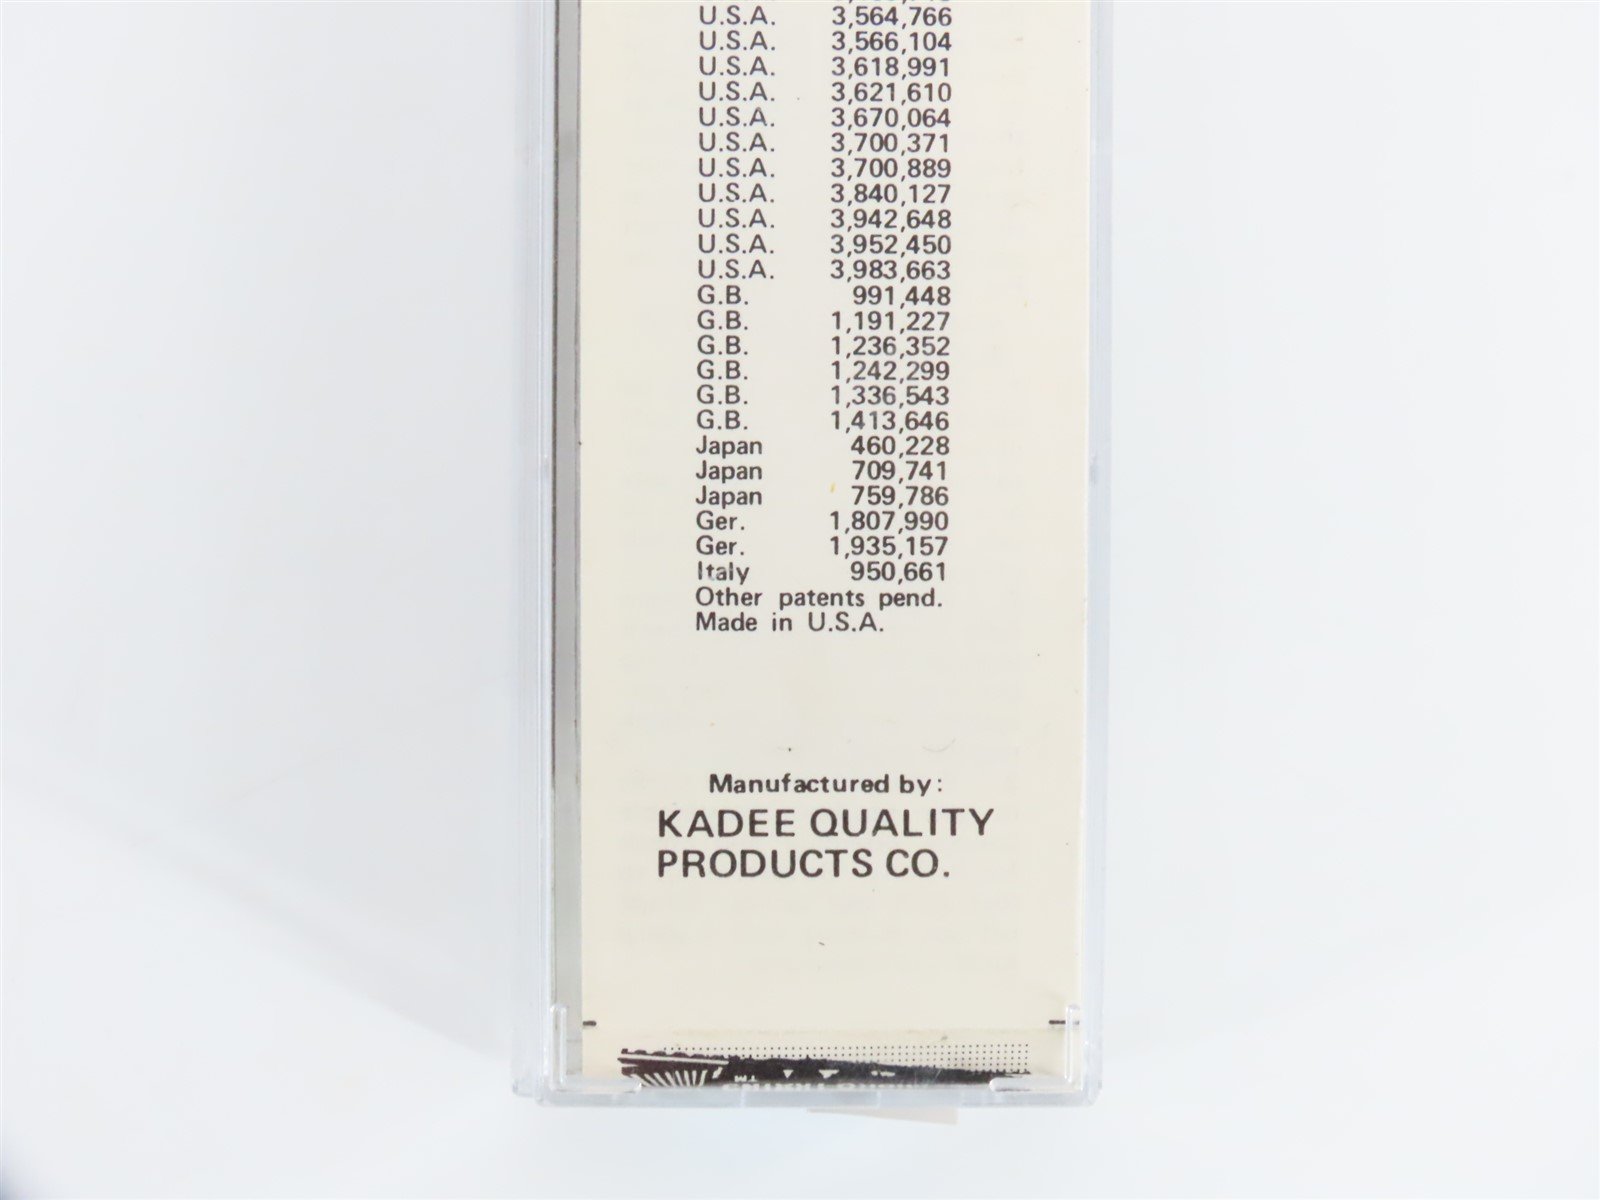 U.S.A. 3,564,766
U.S.A. 3,566,104
U.S.A. 3,618,991
U.S.A. 3,621,610
U.S.A. 3,670,064
U.S.A. 3,700,371
U.S.A. 3,700,889
U.S.A. 3,840,127
U.S.A. 3,942,648
U.S.A. 3,952,450
U.S.A. 3,983,663
G.B. 991,448
G.B. 1,191,227
G.B. 1,236,352
G.B. 1,242,299
G.B. 1,336,543
G.B. 1,413,646
Japan 460,228
Japan 709,741
Japan 759,786
Ger. 1,807,990
Ger. 1,935,157
Italy 950,661
Other patents pend.
Made in U.S.A.
Manufactured by:
KADEE QUALITY
PRODUCTS CO.